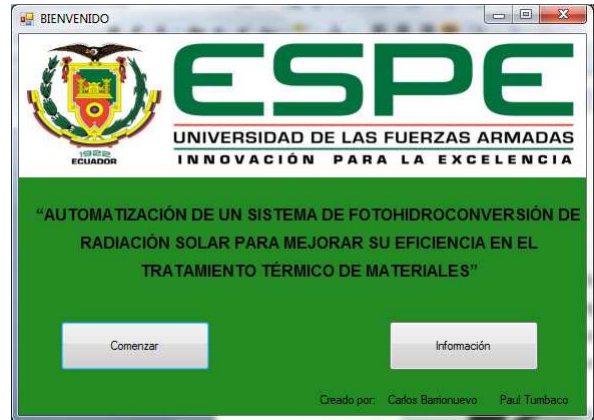 BIENVENIDO
ESPE
UNIVERSIDAD DE LAS FUERZAS ARMADAS
INNOVACIÓN PARA LA EXCELENCIA
1922
ECUADOR
“AUTOMATIZACIÓN DE UN SISTEMA DE FOTOHIDROCONVERSIÓN DE
RADIACIÓN SOLAR PARA MEJORAR SU EFICIENCIA EN EL
TRATAMIENTO TÉRMICO DE MATERIALES”
Comenzar
Información
Creado por: Carlos Barrionuevo Paul Tumbaco